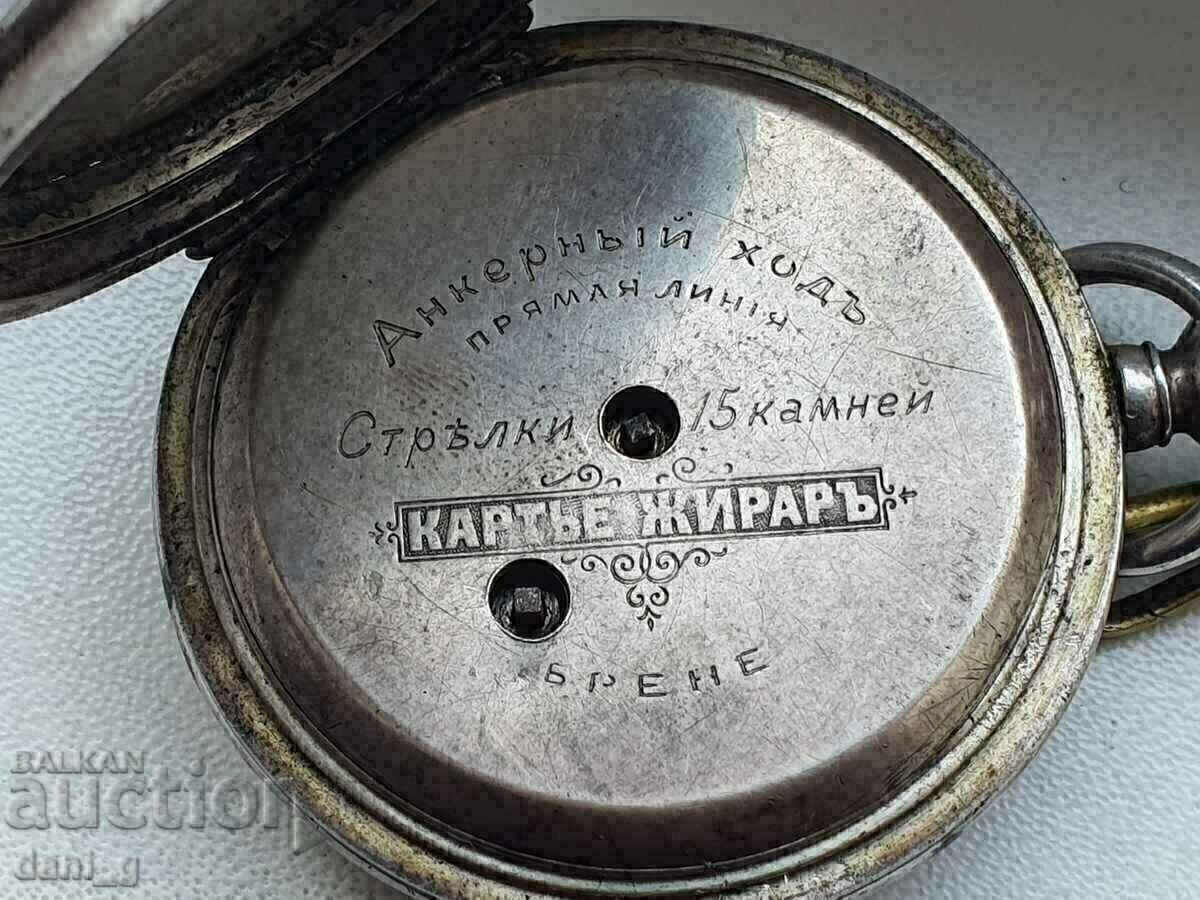 Анкерный ходъ
прямая линія
Стрѣлки 15 камней
КАРТЬЕ ЖИРАРЪ
БРЕНЕ
BALKAN
auction
dani_g